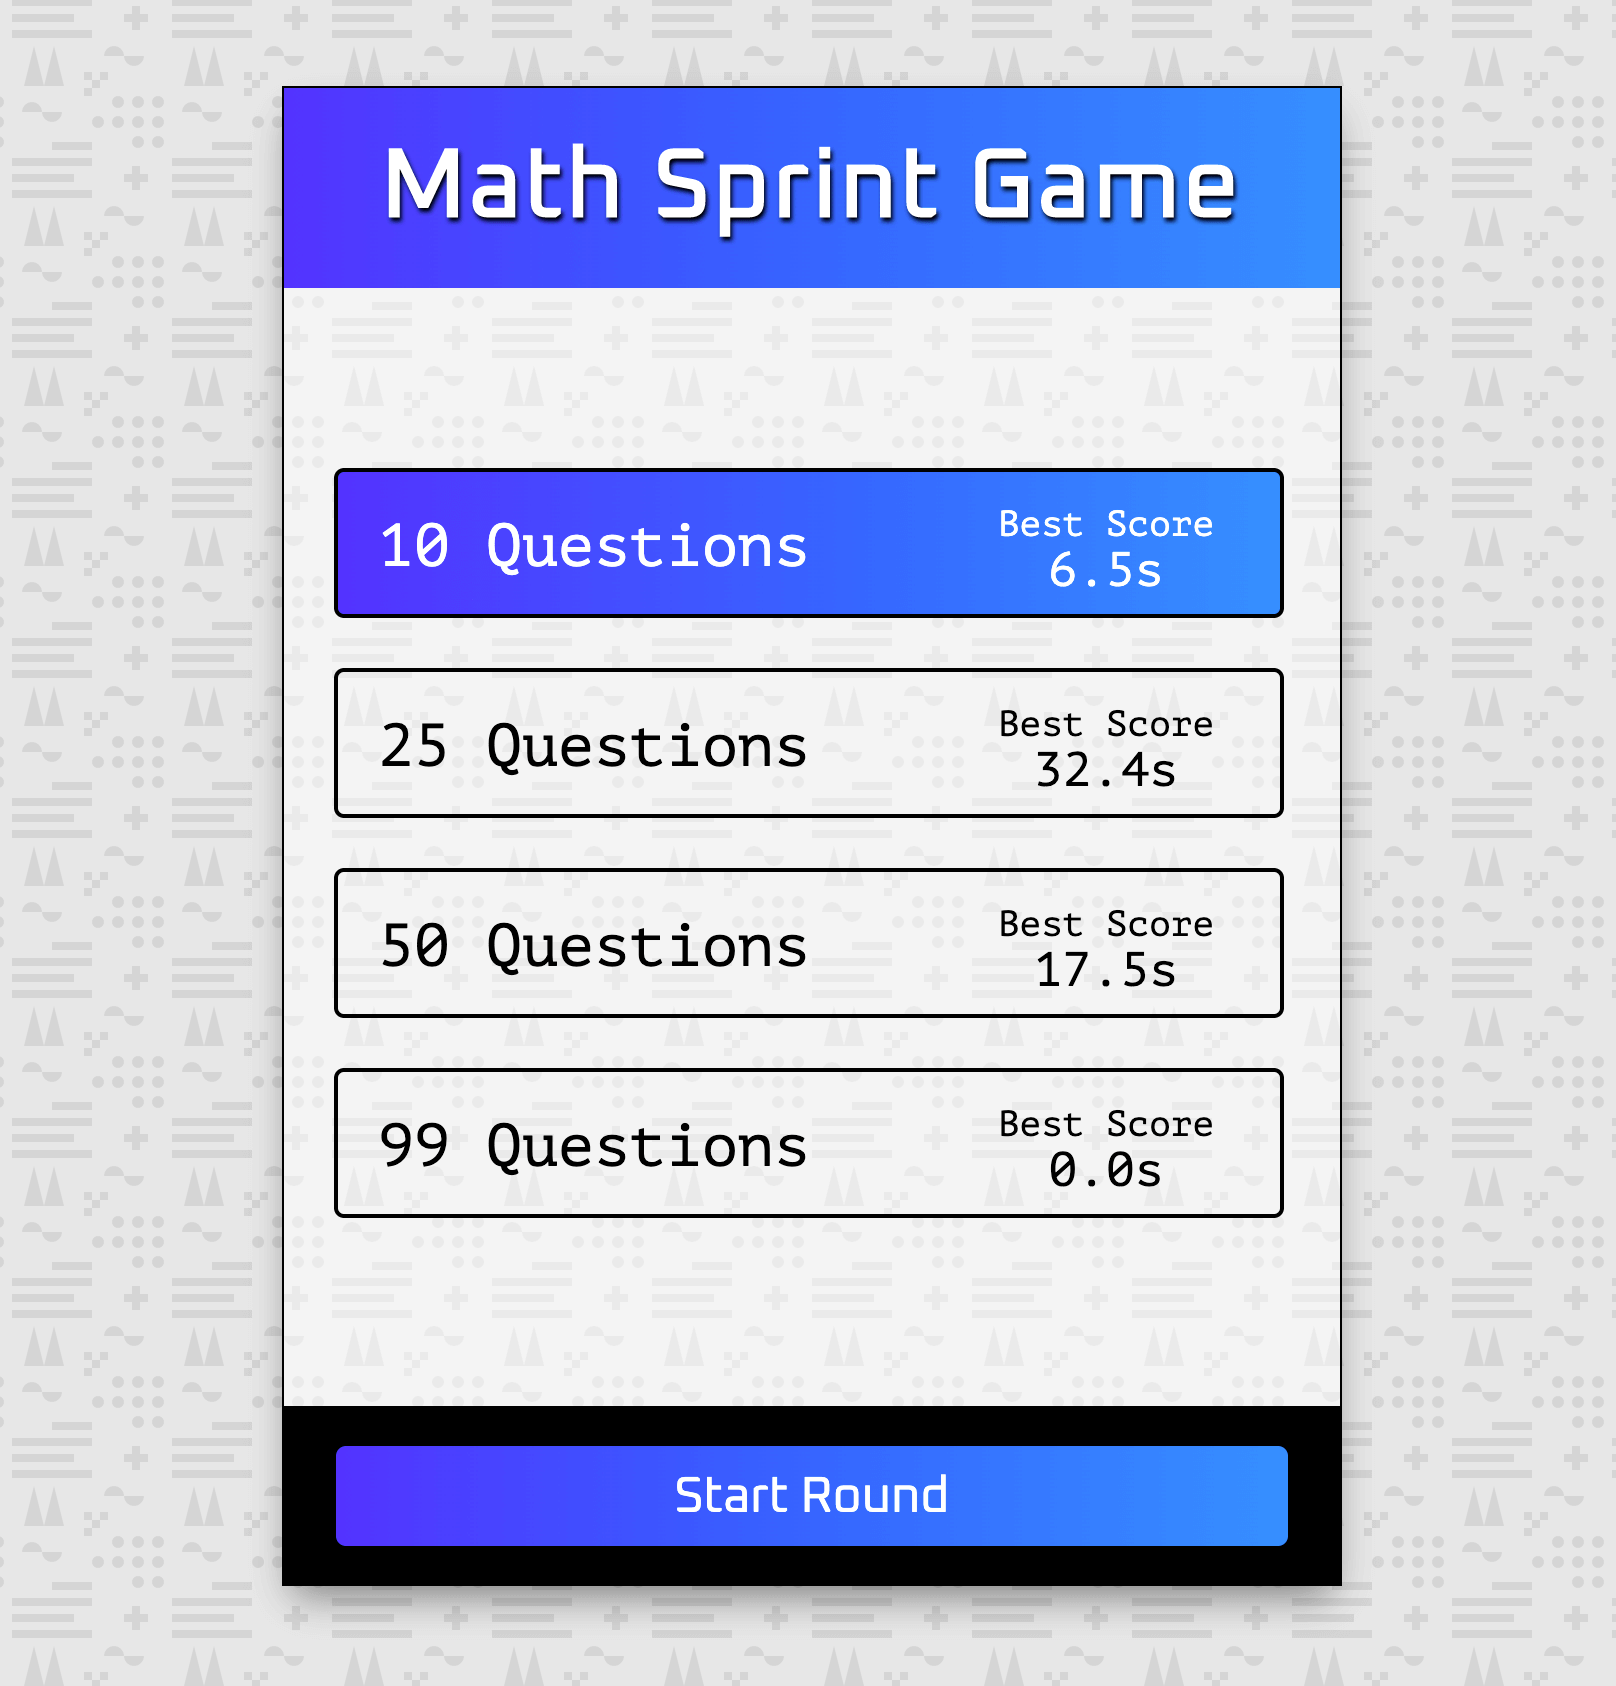 Math Sprint Game
10 Questions
Best Score
6.5s
25 Questions
Best Score
32.4s
50 Questions
Best Score
17.5s
99 Questions
Best Score
0.0s
Start Round